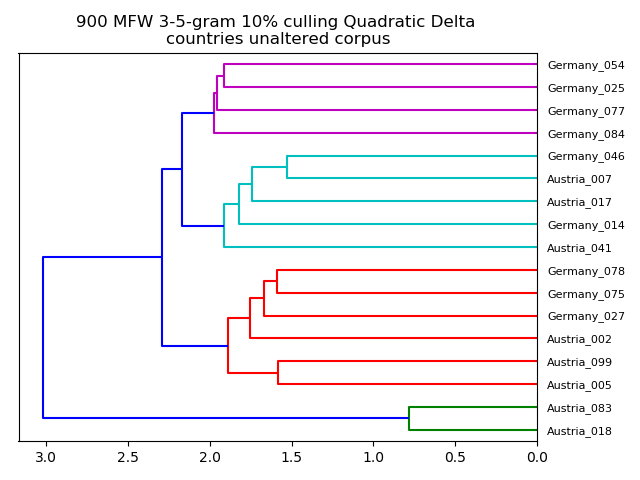 900 MFW 3-5-gram 10% culling Quadratic Delta
countries unaltered corpus
Germany_054
Germany_025
Germany_077
Germany_084
Germany_046
Austria_007
Austria_017
Germany_014
Austria_041
Germany_078
Germany_075
Germany_027
Austria_002
Austria_099
Austria_005
Austria_083
Austria_018
3.0 2.5 2.0 1.5 1.0 0.5 0.0